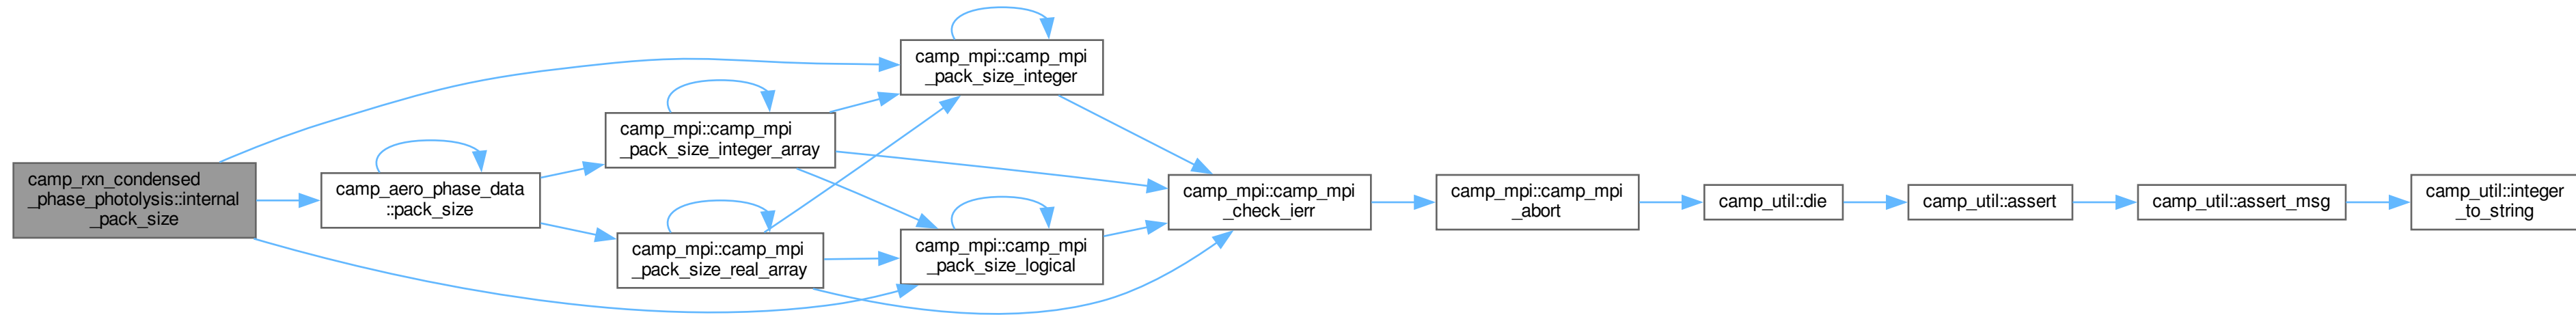 camp_rxn_condensed
_phase_photolysis::internal
_pack_size
camp_aero_phase_data
::pack_size
camp_mpi::camp_mpi
_pack_size_integer_array
camp_mpi::camp_mpi
_pack_size_real_array
camp_mpi::camp_mpi
_pack_size_integer
camp_mpi::camp_mpi
_pack_size_logical
camp_mpi::camp_mpi
_check_ierr
camp_mpi::camp_mpi
_abort
camp_util::die
camp_util::assert
camp_util::assert_msg
camp_util::integer
_to_string